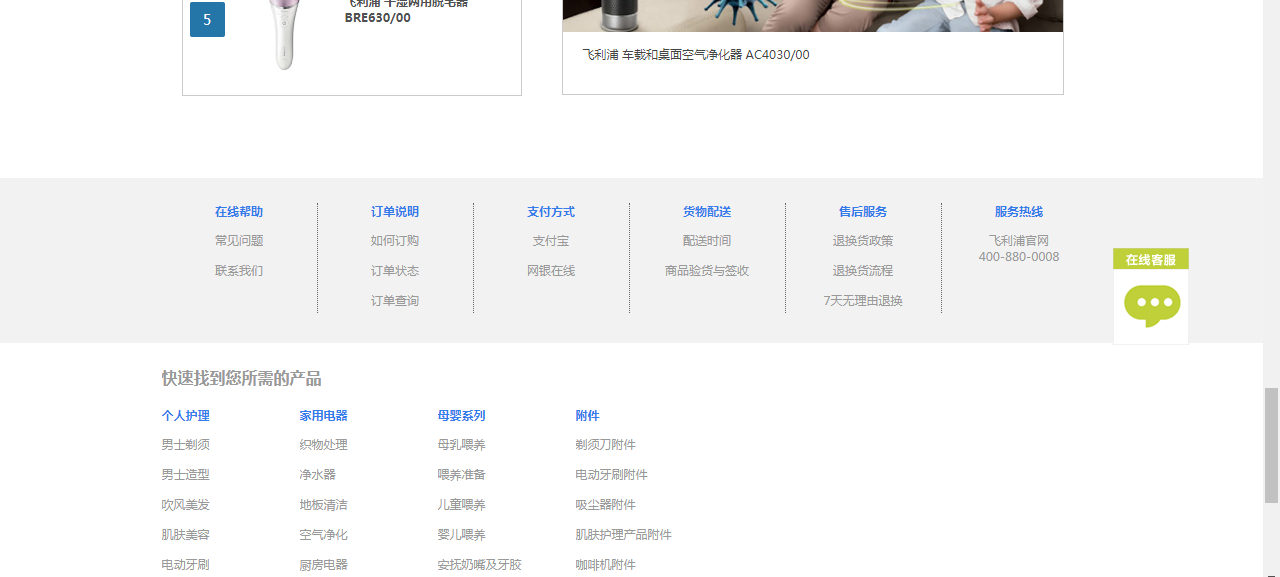 5
飞利浦 干湿两用脱毛器
BRE630/00
飞利浦 车载和桌面空气净化器 AC4030/00
在线帮助
常见问题
联系我们
订单说明
如何订购
订单状态
订单查询
支付方式
支付宝
网银在线
货物配送
配送时间
商品验货与签收
售后服务
退换货政策
退换货流程
7天无理由退换
服务热线
飞利浦官网
400-880-0008
在线客服
快速找到您所需的产品
个人护理
男士剃须
男士造型
吹风美发
肌肤美容
电动牙刷
家用电器
织物处理
净水器
地板清洁
空气净化
厨房电器
母婴系列
母乳喂养
喂养准备
儿童喂养
婴儿喂养
安抚奶嘴及牙胶
附件
剃须刀附件
电动牙刷附件
吸尘器附件
肌肤护理产品附件
咖啡机附件